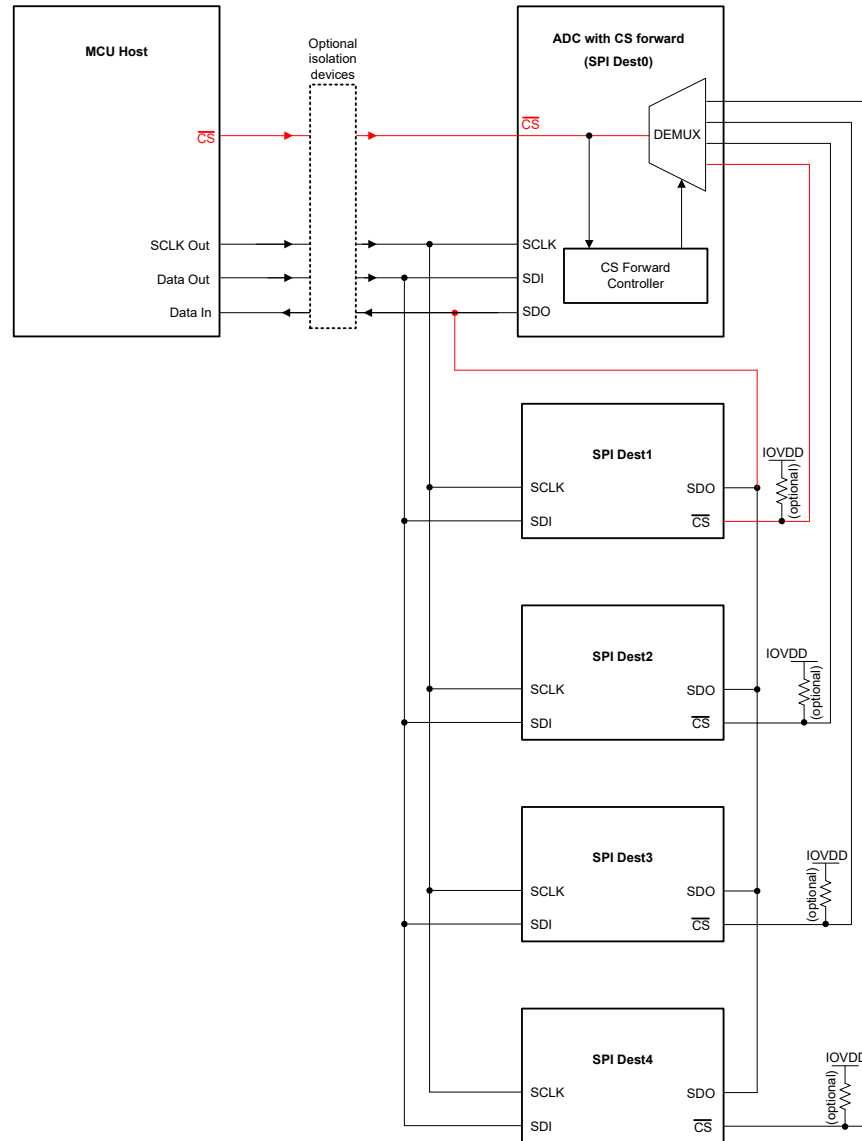 MCU Host
Optional
isolation
devices
ADC with CS forward
(SPI Dest0)
CS
CS
DEMUX
SCLK Out
SCLK
Data Out
SDI
CS Forward
Controller
Data In
SDO
SPI Dest1
IOVDD
(optional)
SCLK
SDO
SDI
CS
SPI Dest2
IOVDD
(optional)
SCLK
SDO
SDI
CS
SPI Dest3
IOVDD
(optional)
SCLK
SDO
SDI
CS
SPI Dest4
IOVDD
(optional)
SCLK
SDO
SDI
CS